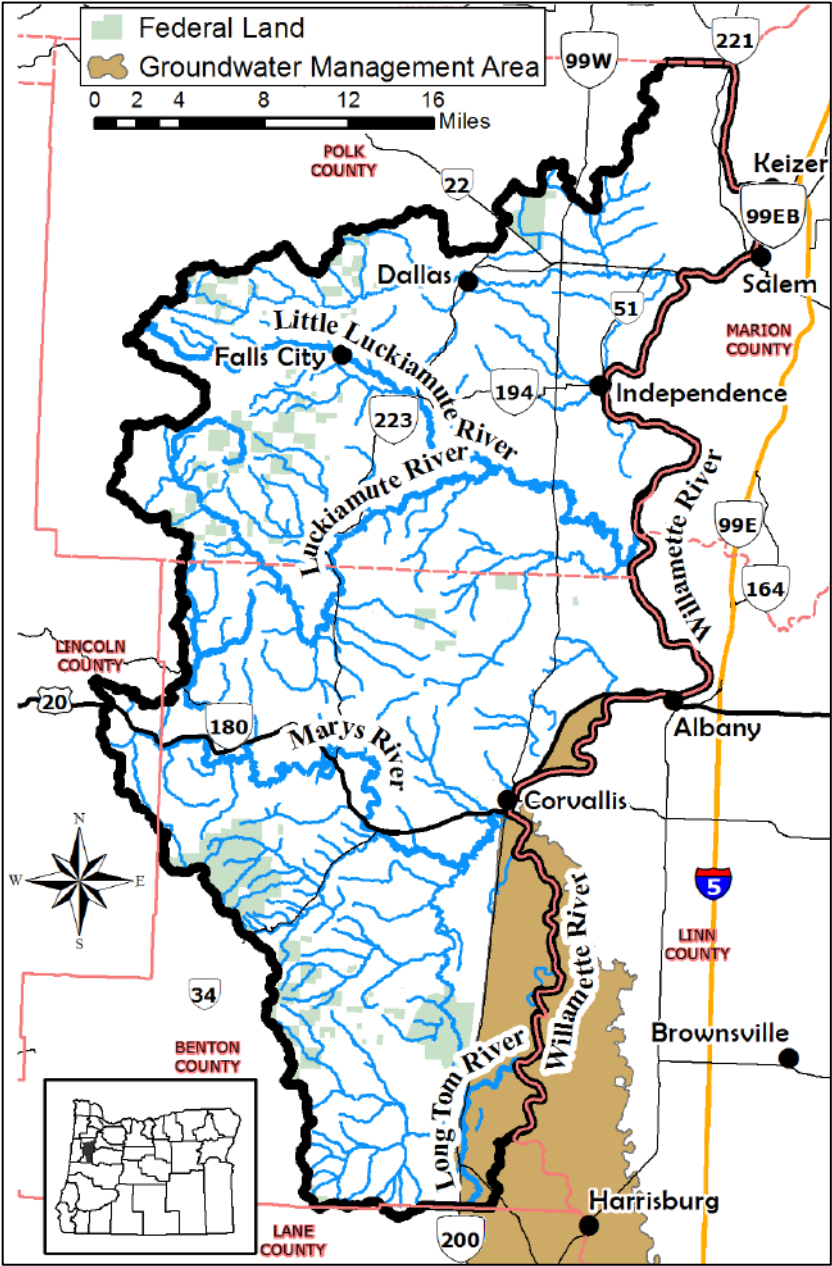 Federal Land
Groundwater Management Area
0 2 4 8 12 16
Miles
221
99W
POLK
COUNTY
22
Keizer
99EB
Salem
Dallas
51
MARION
COUNTY
Little Luckiamute River
Falls City
194
Independence
223
Luckiamute River
Willamette River
99E
164
LINCOLN
COUNTY
20
180
Marys River
Albany
Corvallis
N
W E
S
5
Willamette River
LINN
COUNTY
34
Brownsville
BENTON
COUNTY
Long Tom River
Harrisburg
LANE
COUNTY
200